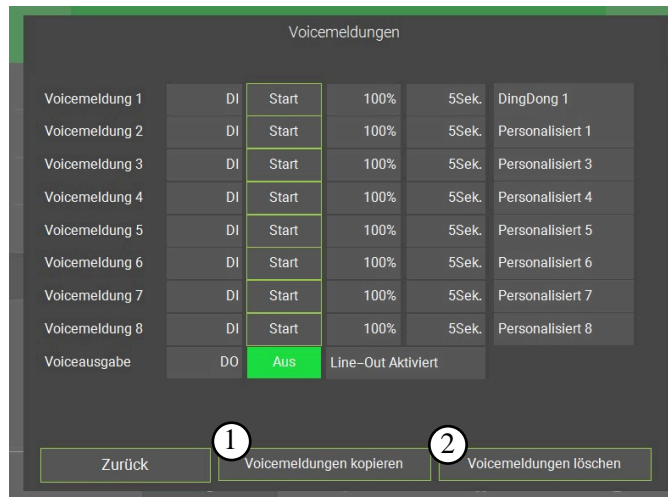 Voicemeldungen
Voicemeldung 1 DI Start 100% 5Sek. DingDong 1
Voicemeldung 2 DI Start 100% 5Sek. Personalisiert 1
Voicemeldung 3 DI Start 100% 5Sek. Personalisiert 3
Voicemeldung 4 DI Start 100% 5Sek. Personalisiert 4
Voicemeldung 5 DI Start 100% 5Sek. Personalisiert 5
Voicemeldung 6 DI Start 100% 5Sek. Personalisiert 6
Voicemeldung 7 DI Start 100% 5Sek. Personalisiert 7
Voicemeldung 8 DI Start 100% 5Sek. Personalisiert 8
Voiceausgabe DO Aus Line-Out Aktiviert
1 2
Zurück Voicemeldungen kopieren Voicemeldungen löschen